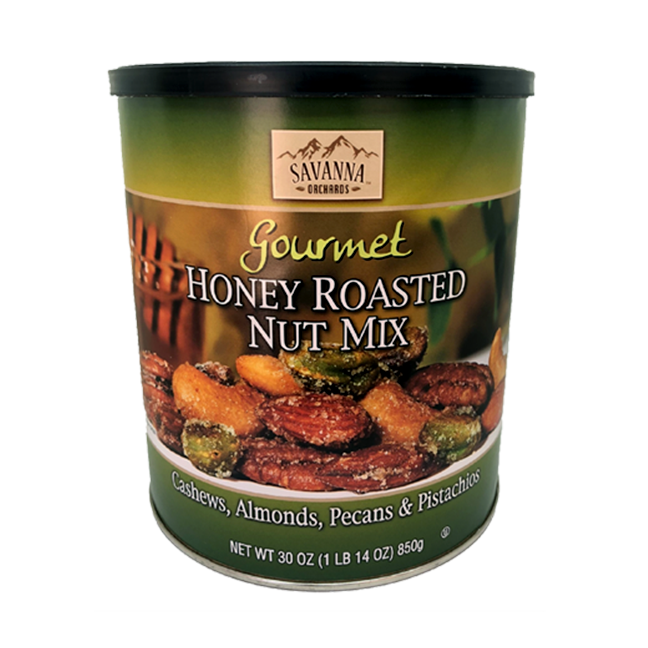 SAVANNA
ORCHARDS
Gourmet
HONEY ROASTED
NUT MIX
Cashews, Almonds, Pecans & Pistachios
NET WT 30 OZ (1 LB 14 OZ) 850g